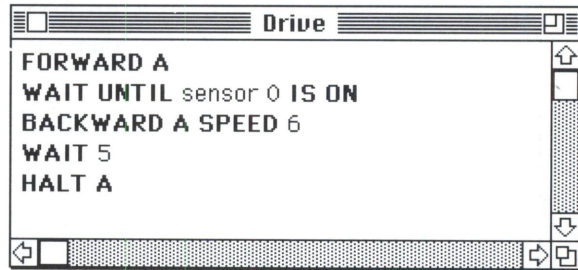 Drive
FORWARD A
WAIT UNTIL sensor 0 IS ON
BACKWARD A SPEED 6
WAIT 5
HALT A